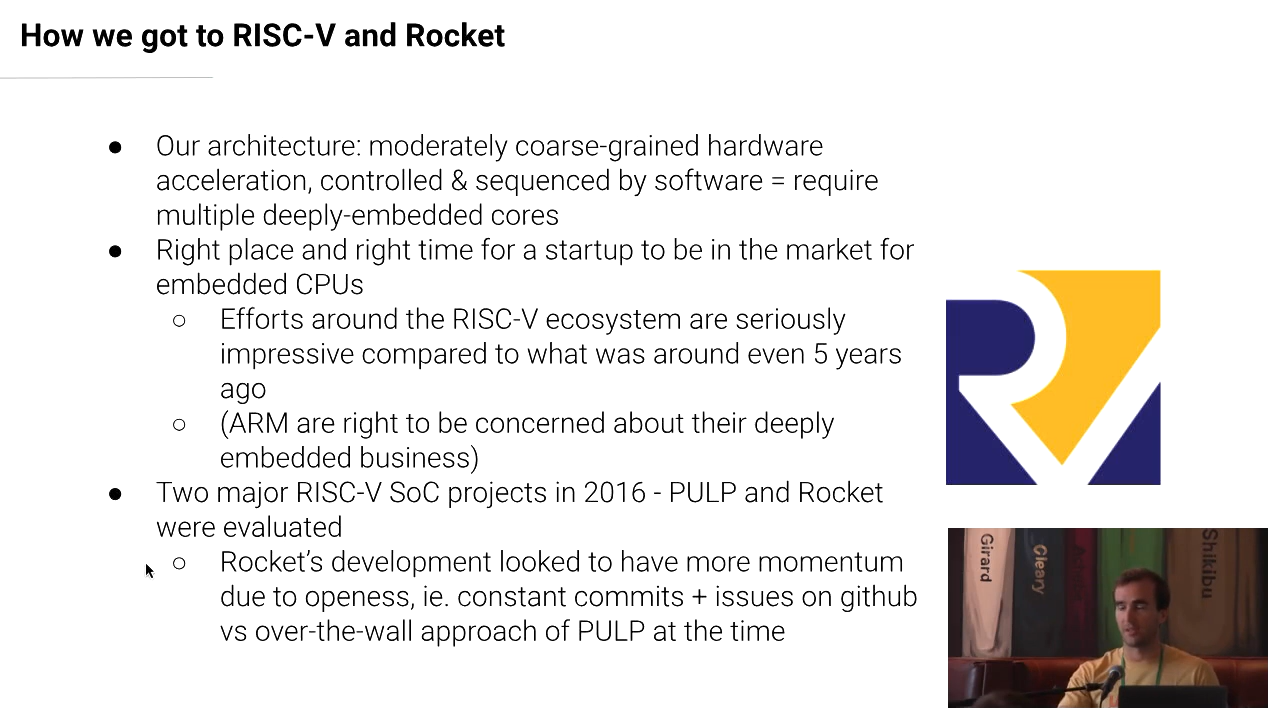 How we got to RISC-V and Rocket
● Our architecture: moderately coarse-grained hardware
acceleration, controlled & sequenced by software = require
multiple deeply-embedded cores
● Right place and right time for a startup to be in the market for
embedded CPUs
○ Efforts around the RISC-V ecosystem are seriously
impressive compared to what was around even 5 years
ago
○ (ARM are right to be concerned about their deeply
embedded business)
● Two major RISC-V SoC projects in 2016 - PULP and Rocket
were evaluated
○ Rocket’s development looked to have more momentum
due to openess, ie. constant commits + issues on github
vs over-the-wall approach of PULP at the time
Girard
Cleary
Shikibu